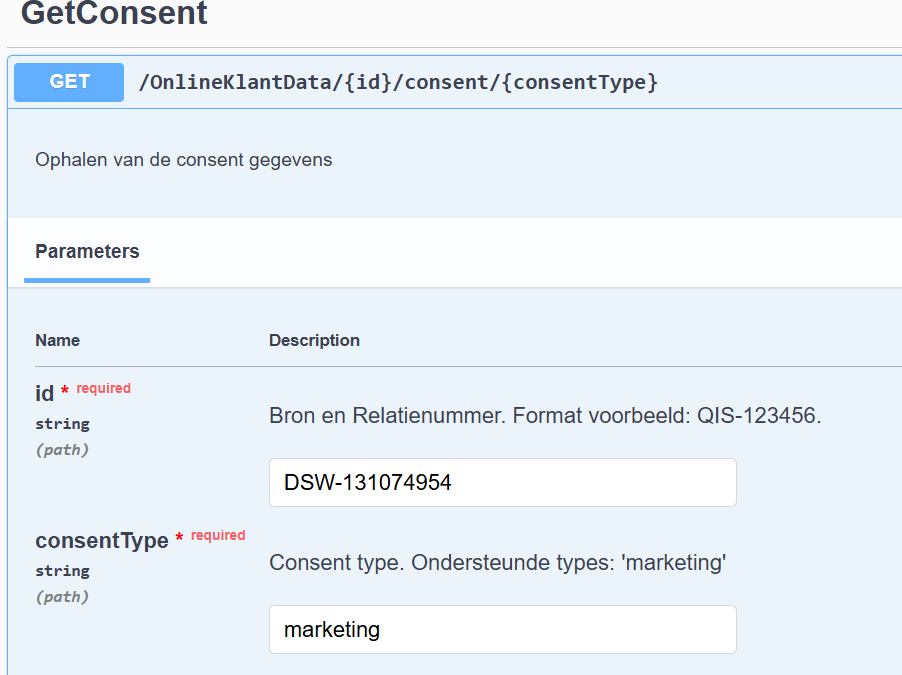 GetConsent
GET /OnlineKlantData/{id}/consent/{consentType}
Ophalen van de consent gegevens
Parameters
Name Description
id * required
string
(path)
Bron en Relatienummer. Format voorbeeld: QIS-123456.
DSW-131074954
consentType * required
string
(path)
Consent type. Ondersteunde types: 'marketing'
marketing